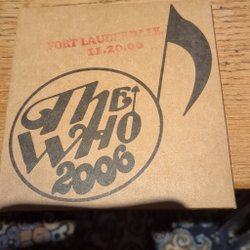 FORT LAUDERDALE
11.20.06
THE
WHO
2006